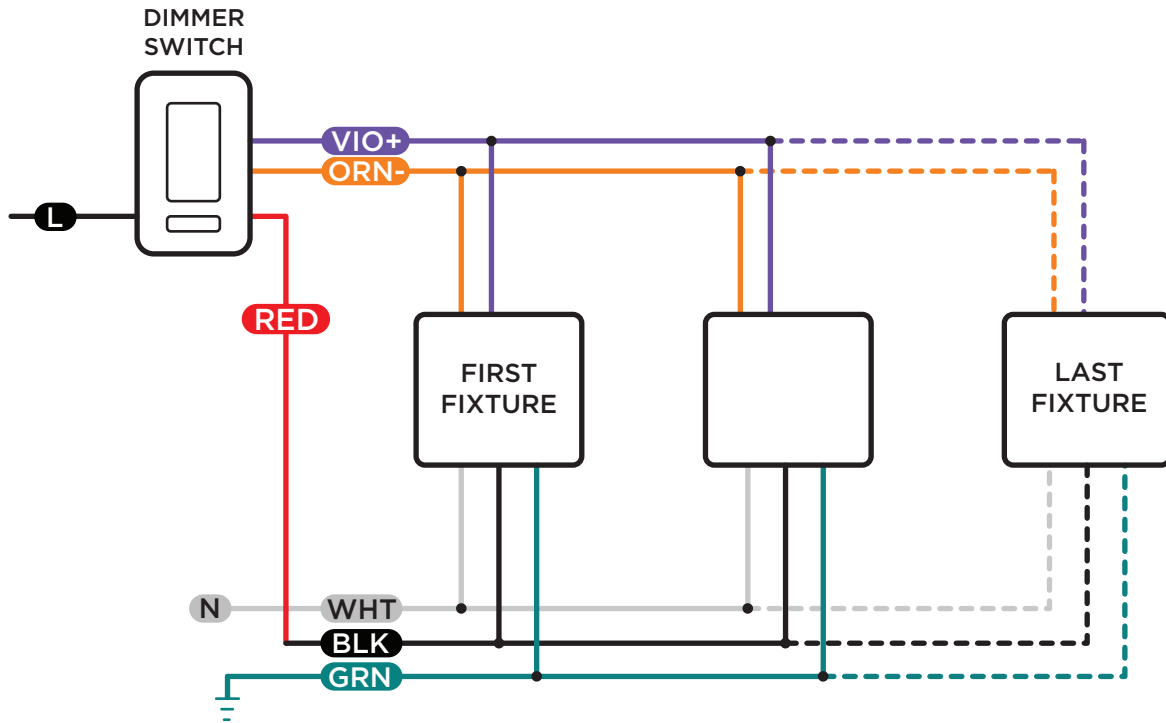 DIMMER
SWITCH
VIO+
ORN-
L
RED
FIRST
FIXTURE
LAST
FIXTURE
N
WHT
BLK
GRN